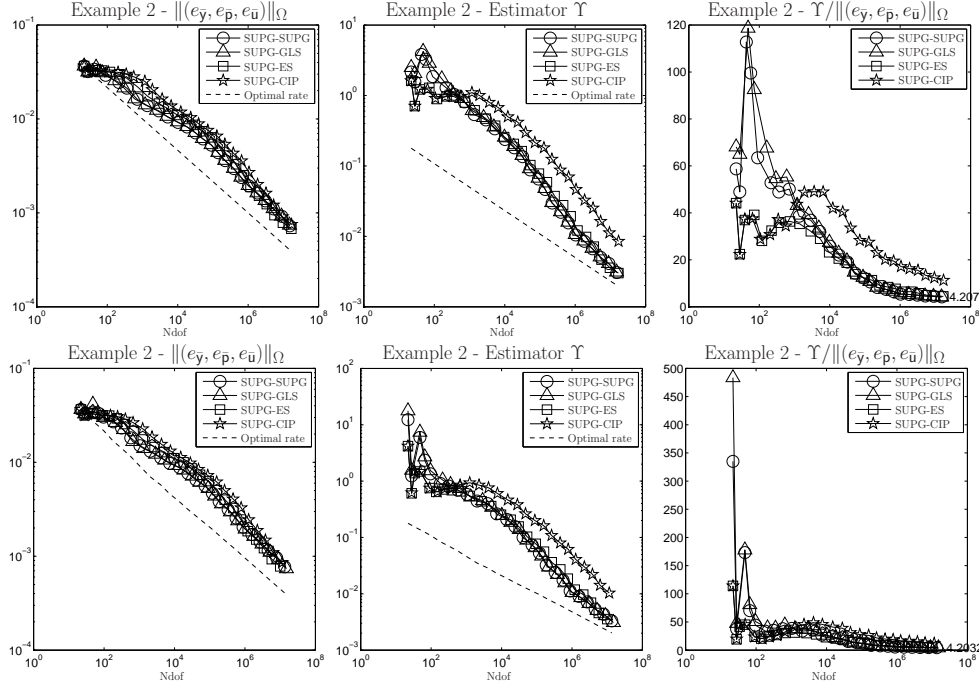 Example 2 - ‖(e_ȳ, e_p̄, e_ū)‖_Ω
10^-1
10^-2
10^-3
10^-4
10^0 10^2 10^4 10^6 10^8
Ndof
SUPG-SUPG
SUPG-GLS
SUPG-ES
SUPG-CIP
Optimal rate
Example 2 - Estimator Υ
10^2
10^1
10^0
10^-1
10^-2
10^-3
10^0 10^2 10^4 10^6 10^8
Ndof
SUPG-SUPG
SUPG-GLS
SUPG-ES
SUPG-CIP
Optimal rate
Example 2 - Υ/‖(e_ȳ, e_p̄, e_ū)‖_Ω
120
100
80
60
40
20
0
10^0 10^2 10^4 10^6 10^8
Ndof
SUPG-SUPG
SUPG-GLS
SUPG-ES
SUPG-CIP
4.207
Example 2 - ‖(e_ȳ, e_p̄, e_ū)‖_Ω
10^-1
10^-2
10^-3
10^-4
10^0 10^2 10^4 10^6 10^8
Ndof
SUPG-SUPG
SUPG-GLS
SUPG-ES
SUPG-CIP
Optimal rate
Example 2 - Estimator Υ
10^2
10^1
10^0
10^-1
10^-2
10^-3
10^0 10^2 10^4 10^6 10^8
Ndof
SUPG-SUPG
SUPG-GLS
SUPG-ES
SUPG-CIP
Optimal rate
Example 2 - Υ/‖(e_ȳ, e_p̄, e_ū)‖_Ω
500
450
400
350
300
250
200
150
100
50
0
10^0 10^2 10^4 10^6 10^8
Ndof
SUPG-SUPG
SUPG-GLS
SUPG-ES
SUPG-CIP
4.2032